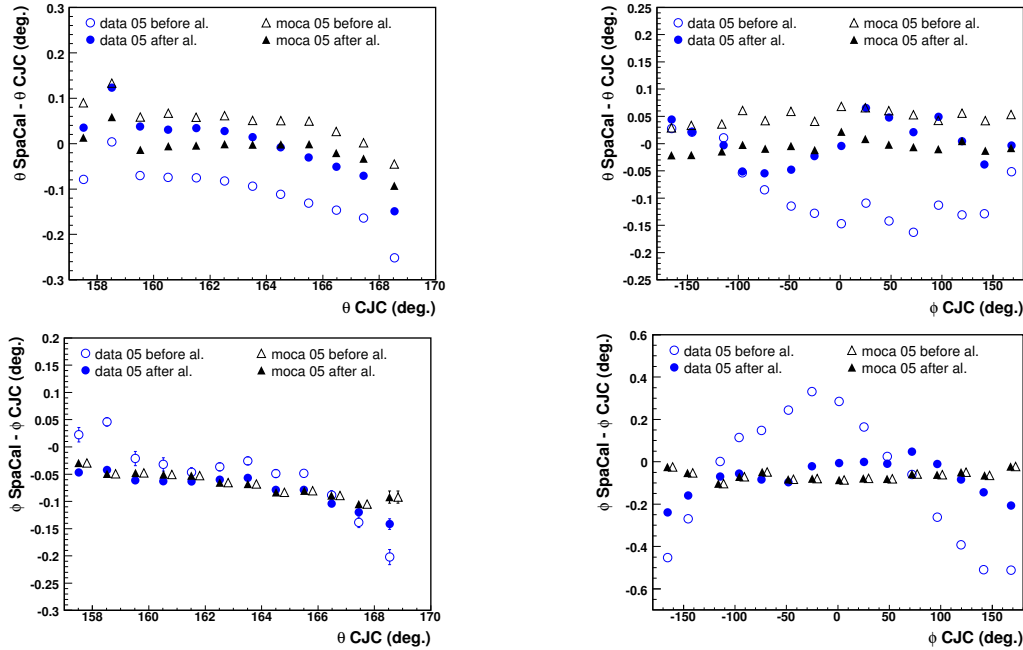 data 05 before al.
data 05 after al.
moca 05 before al.
moca 05 after al.
θ SpaCal - θ CJC (deg.)
0.3
0.2
0.1
0
-0.1
-0.2
-0.3
158 160 162 164 166 168 170
θ CJC (deg.)
data 05 before al.
data 05 after al.
moca 05 before al.
moca 05 after al.
θ SpaCal - θ CJC (deg.)
0.25
0.2
0.15
0.1
0.05
-0
-0.05
-0.1
-0.15
-0.2
-0.25
-150 -100 -50 0 50 100 150
ϕ CJC (deg.)
data 05 before al.
data 05 after al.
moca 05 before al.
moca 05 after al.
ϕ SpaCal - ϕ CJC (deg.)
0.2
0.15
0.1
0.05
-0
-0.05
-0.1
-0.15
-0.2
-0.25
-0.3
158 160 162 164 166 168 170
θ CJC (deg.)
data 05 before al.
data 05 after al.
moca 05 before al.
moca 05 after al.
ϕ SpaCal - ϕ CJC (deg.)
0.6
0.4
0.2
0
-0.2
-0.4
-0.6
-150 -100 -50 0 50 100 150
ϕ CJC (deg.)